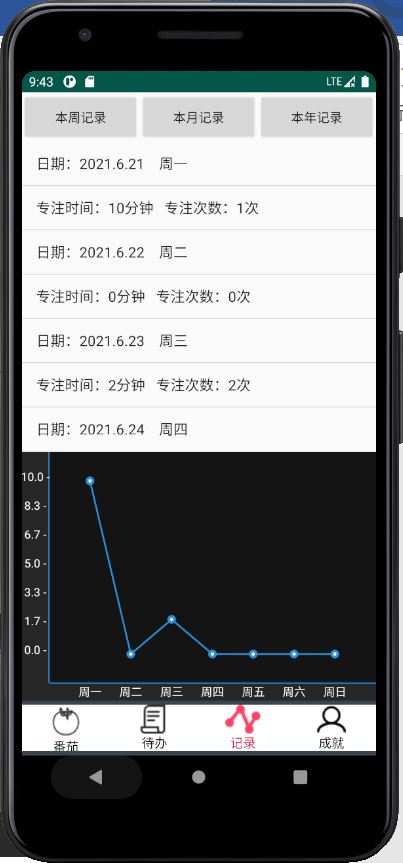 9:43 LTE
本周记录 本月记录 本年记录
日期：2021.6.21 周一
专注时间：10分钟 专注次数：1次
日期：2021.6.22 周二
专注时间：0分钟 专注次数：0次
日期：2021.6.23 周三
专注时间：2分钟 专注次数：2次
日期：2021.6.24 周四
10.0
8.3
6.7
5.0
3.3
1.7
0.0
周一 周二 周三 周四 周五 周六 周日
番茄 待办 记录 成就